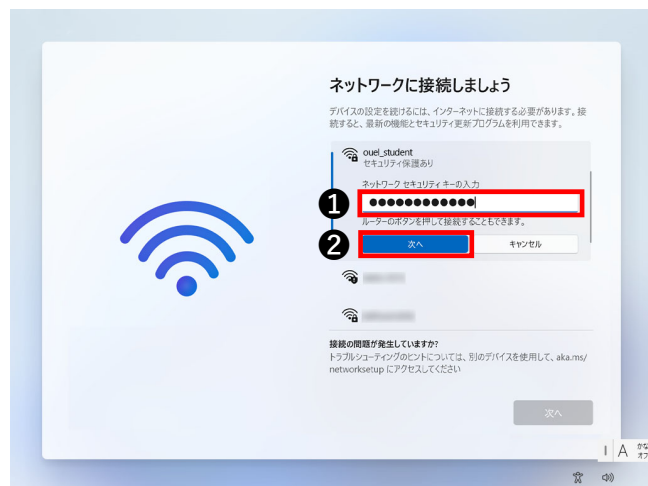 ネットワークに接続しましょう
デバイスの設定を続けるには、インターネットに接続する必要があります。接
続すると、最新の機能とセキュリティ更新プログラムを利用できます。
ouel_student
セキュリティ保護あり
ネットワーク セキュリティ キーの入力
1
●●●●●●●●●●●●
ルーターのボタンを押して接続することもできます。
2
次へ
キャンセル
接続の問題が発生していますか?
トラブルシューティングのヒントについては、別のデバイスを使用して、aka.ms/
networksetup にアクセスしてください
次へ
A
かな
オフ